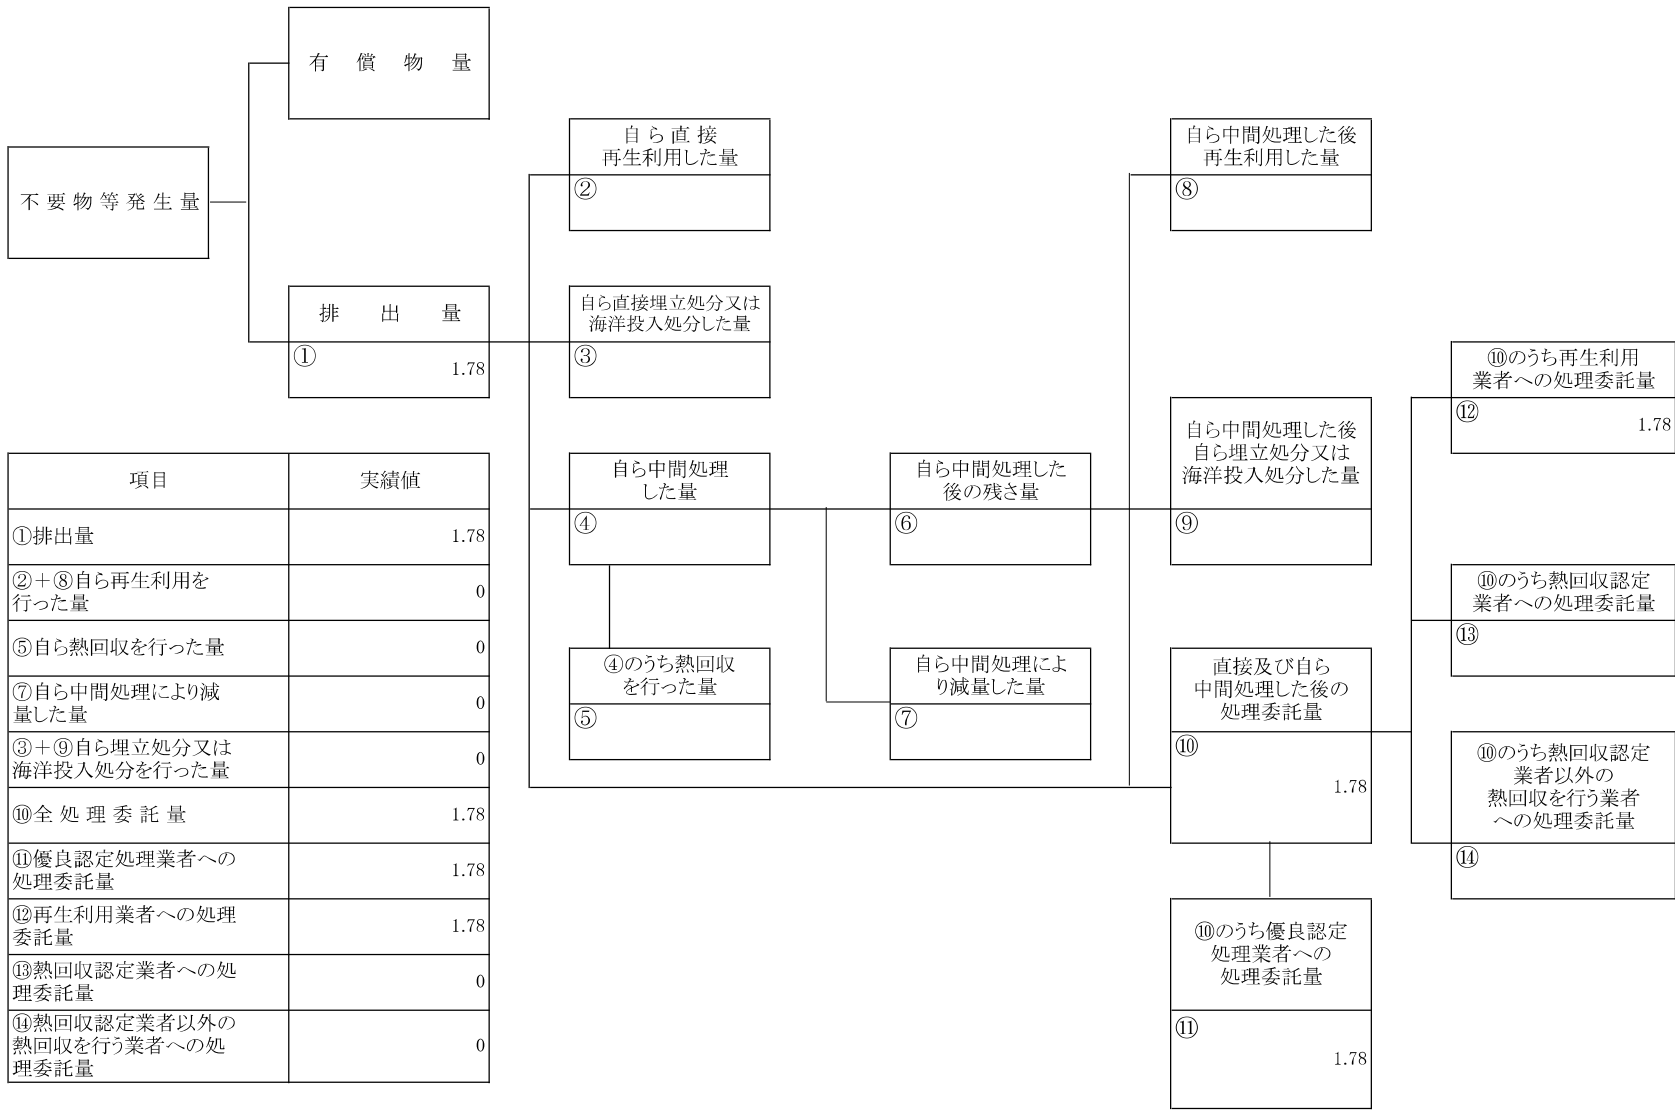 有償物量
不要物等発生量
排出量
①
1.78
自ら直接
再生利用した量
②
自ら直接埋立処分又は
海洋投入処分した量
③
自ら中間処理
した量
④
④のうち熱回収
を行った量
⑤
自ら中間処理した
後の残さ量
⑥
自ら中間処理によ
り減量した量
⑦
自ら中間処理した後
再生利用した量
⑧
自ら中間処理した後
自ら埋立処分又は
海洋投入処分した量
⑨
直接及び自ら
中間処理した後の
処理委託量
⑩
1.78
⑩のうち優良認定
処理業者への
処理委託量
⑪
1.78
⑩のうち再生利用
業者への処理委託量
⑫
1.78
⑩のうち熱回収認定
業者への処理委託量
⑬
⑩のうち熱回収認定
業者以外の
熱回収を行う業者
への処理委託量
⑭
項目 実績値
①排出量 1.78
②＋⑧自ら再生利用を
行った量 0
⑤自ら熱回収を行った量 0
⑦自ら中間処理により減
量した量 0
③＋⑨自ら埋立処分又は
海洋投入処分を行った量 0
⑩全処理委託量 1.78
⑪優良認定処理業者への
処理委託量 1.78
⑫再生利用業者への処理
委託量 1.78
⑬熱回収認定業者への処
理委託量 0
⑭熱回収認定業者以外の
熱回収を行う業者への処 0
理委託量